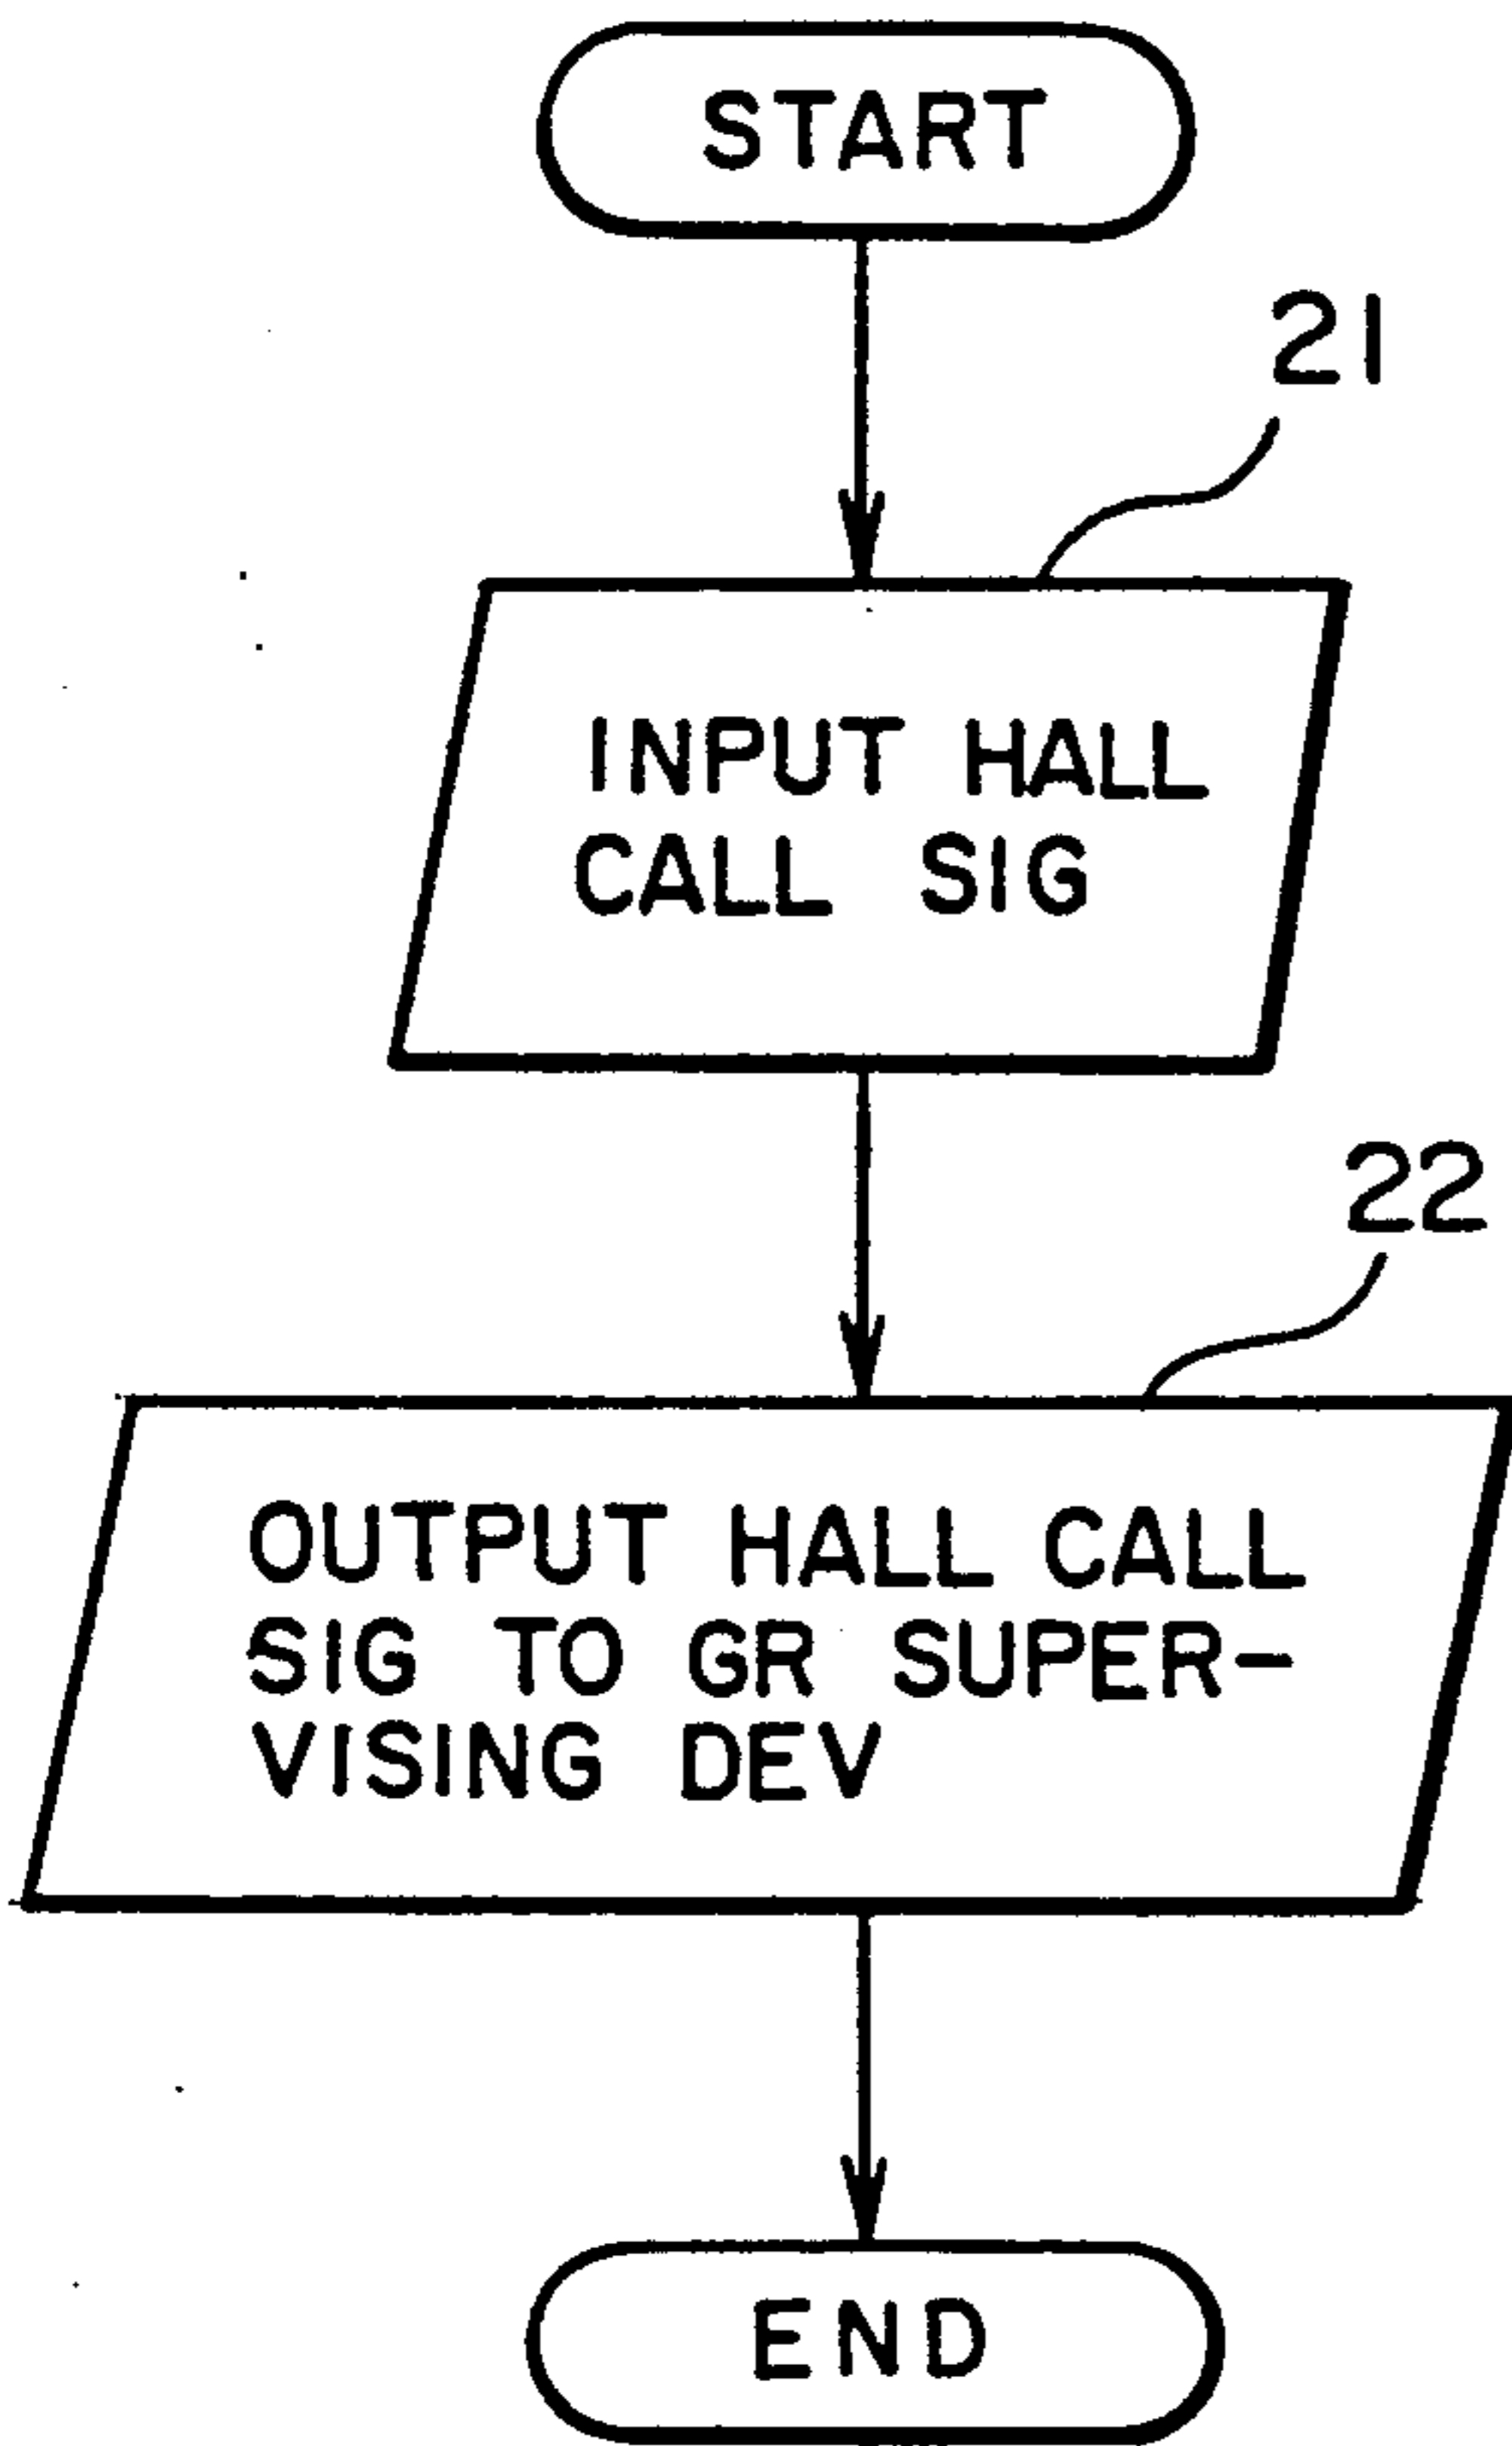 START
21
INPUT HALL
CALL SIG
22
OUTPUT HALL CALL
SIG TO GR SUPER-
VISING DEV
END